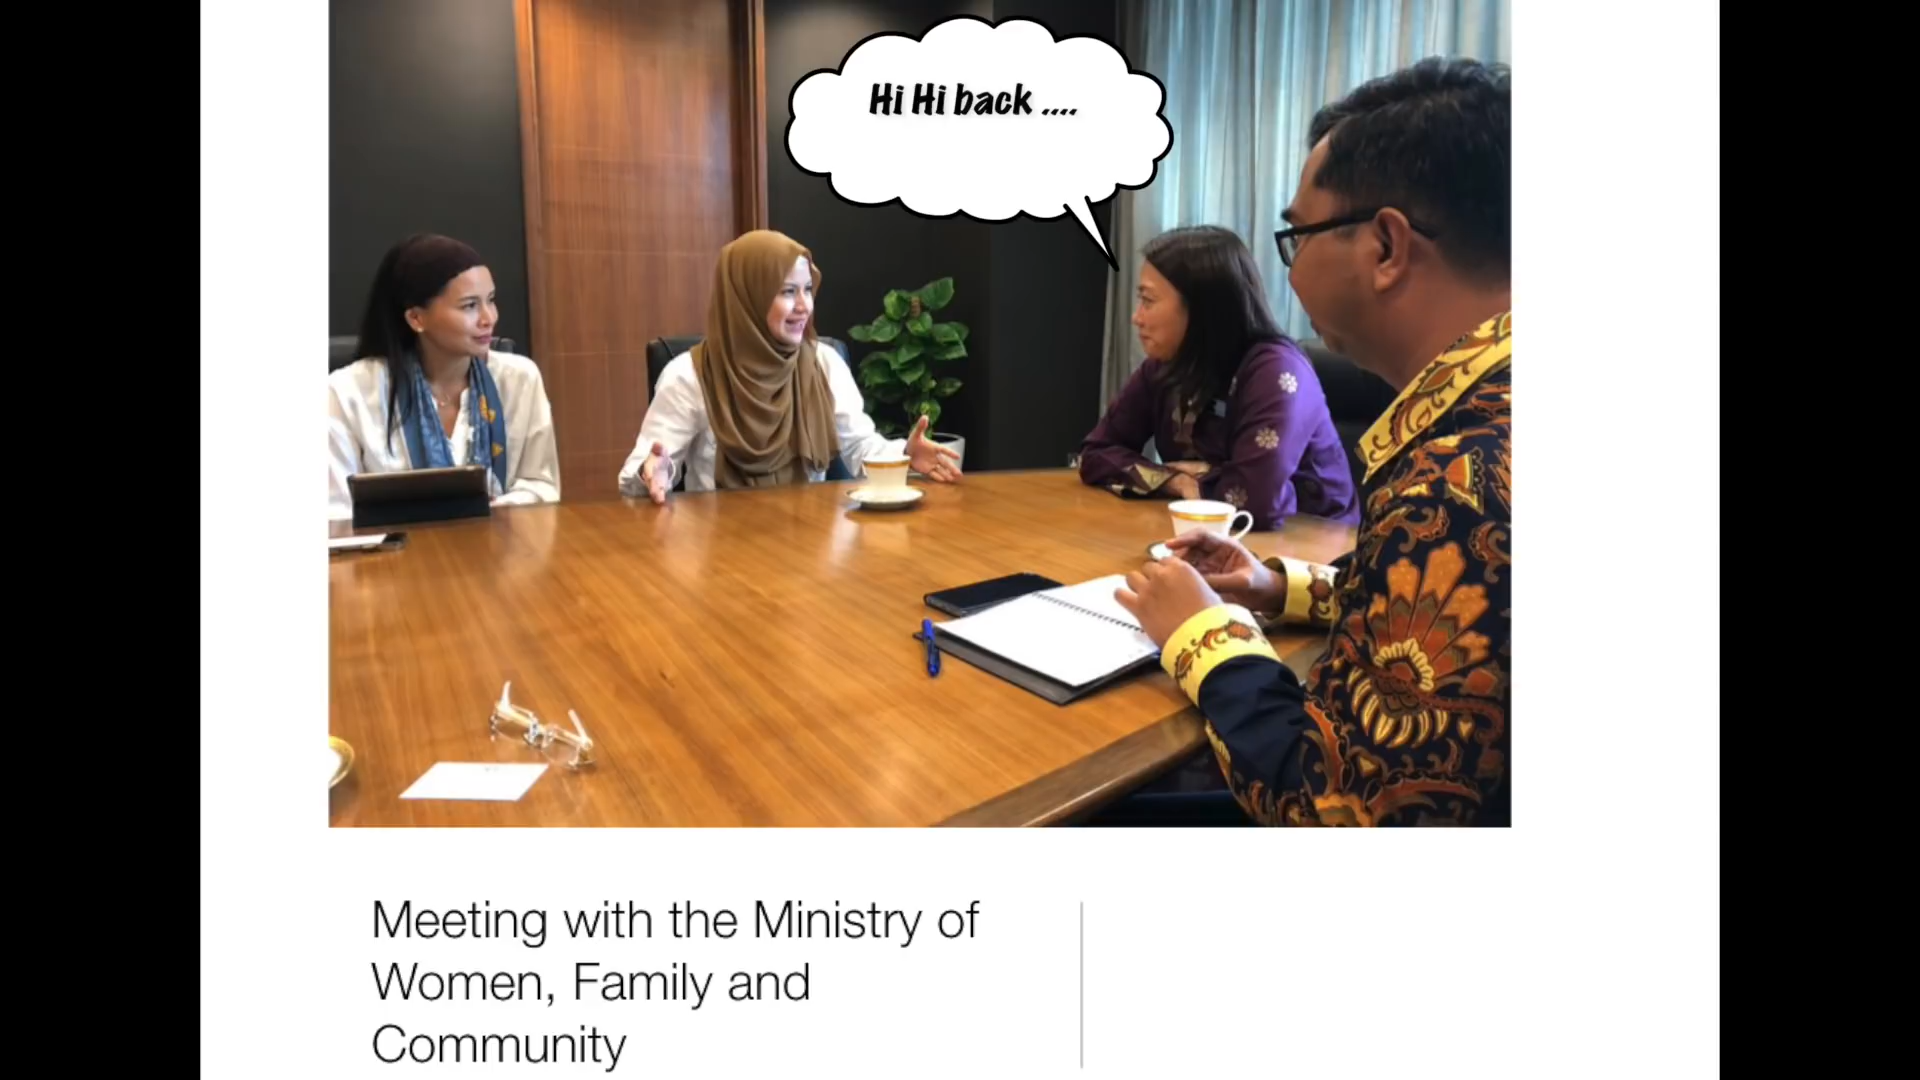 Hi Hi back ....
Meeting with the Ministry of
Women, Family and
Community